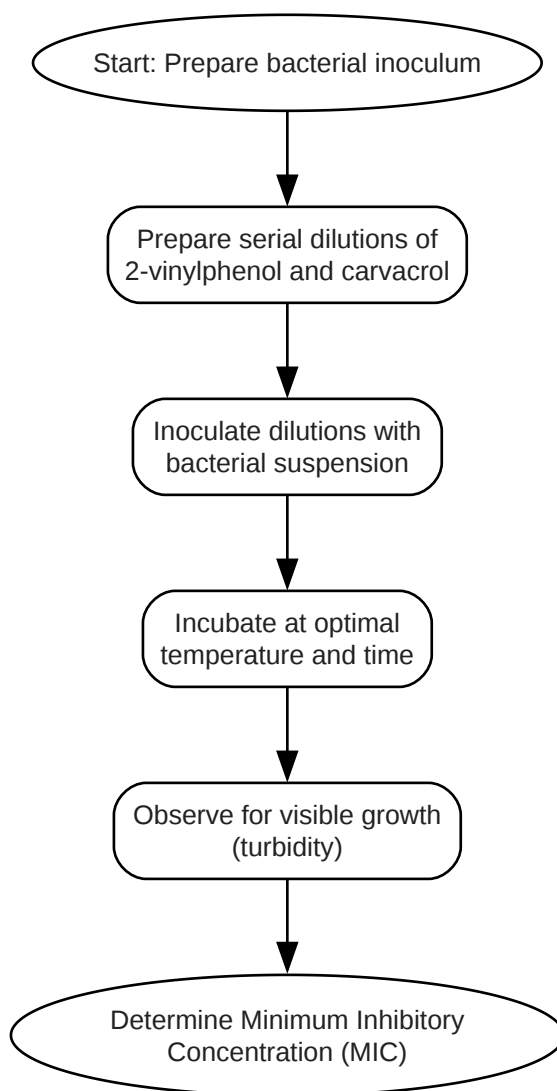 Start: Prepare bacterial inoculum
Prepare serial dilutions of
2-vinylphenol and carvacrol
Inoculate dilutions with
bacterial suspension
Incubate at optimal
temperature and time
Observe for visible growth
(turbidity)
Determine Minimum Inhibitory
Concentration (MIC)